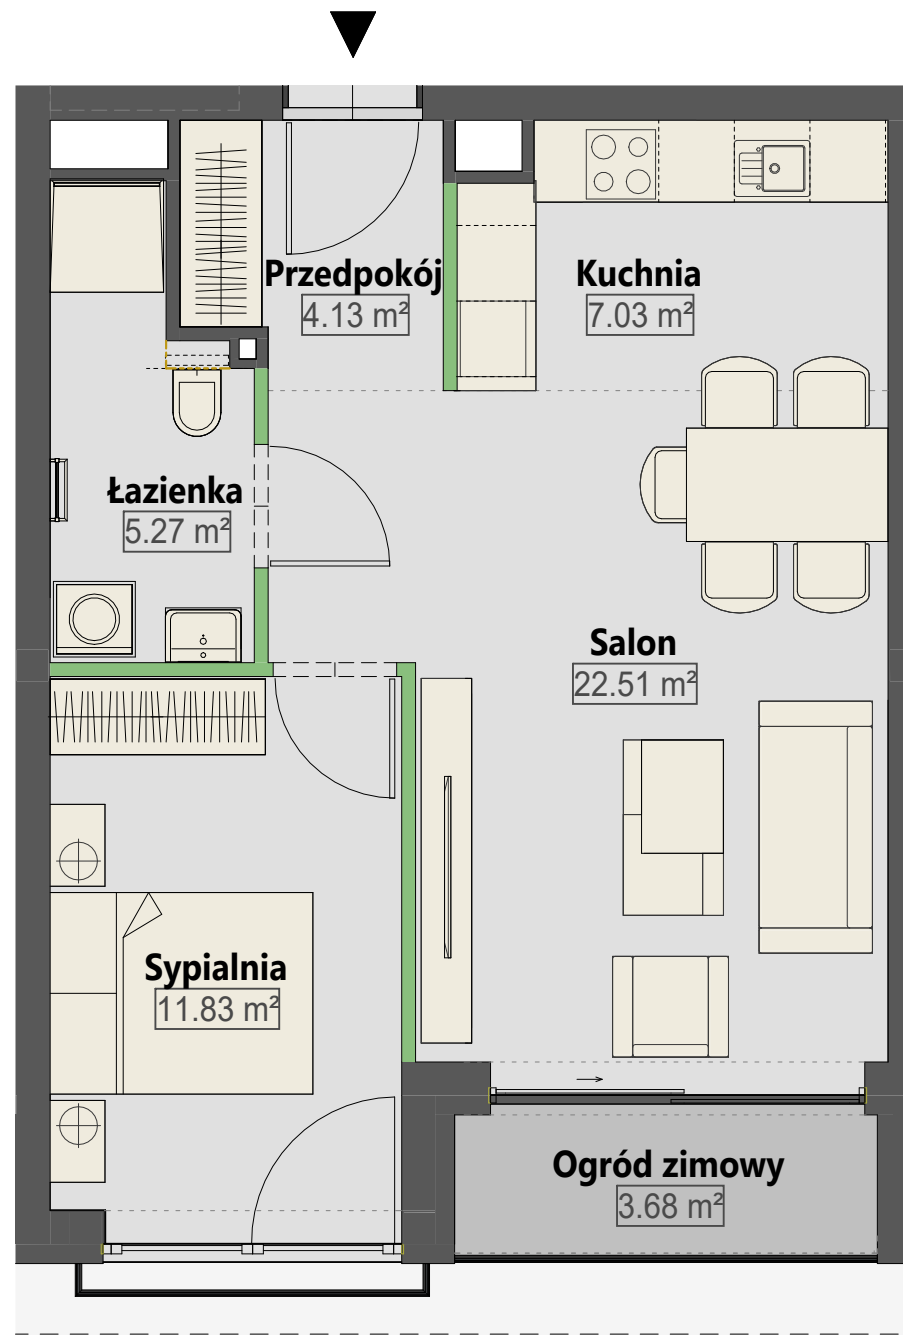 Przedpokój
4.13 m²
Kuchnia
7.03 m²
Łazienka
5.27 m²
Salon
22.51 m²
Sypialnia
11.83 m²
Ogród zimowy
3.68 m²